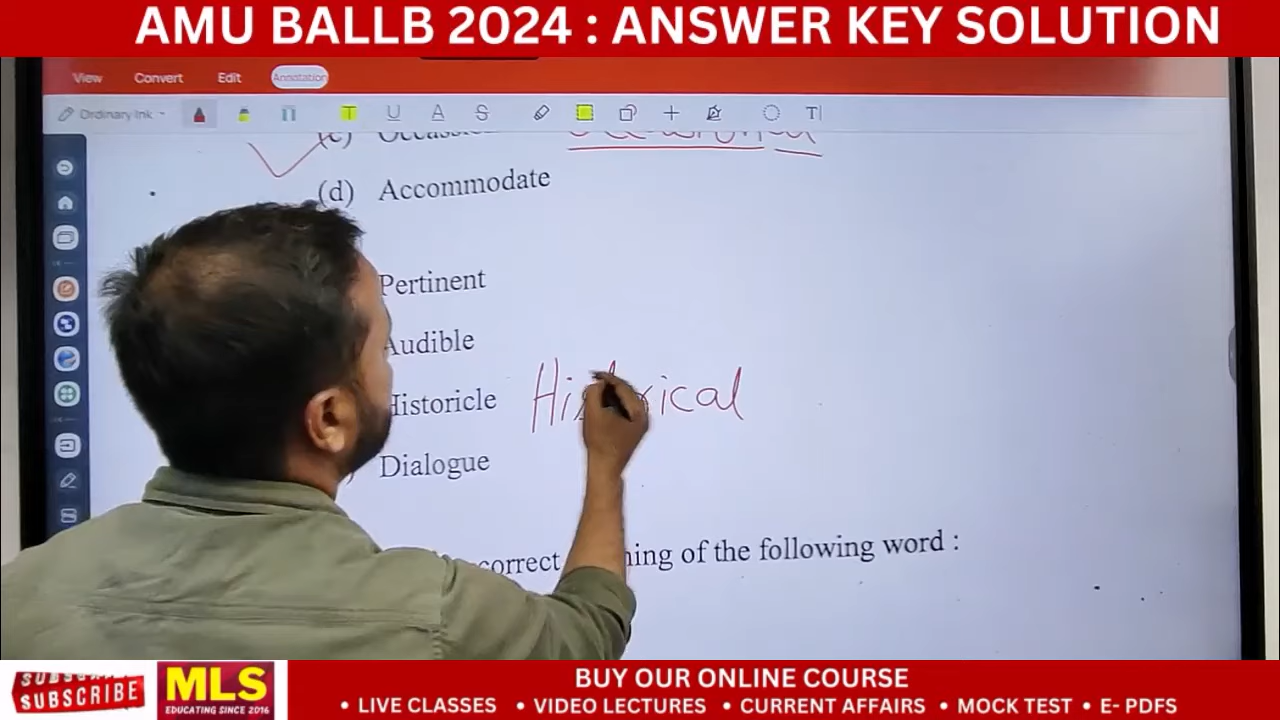 AMU BALLB 2024 : ANSWER KEY SOLUTION
View Convert Edit Annotation
Ordinary Ink T U A S T
(d) Accommodate
Pertinent
Audible
Historicle Historical
Dialogue
correct of the following word :
SUBSCRIBE
MLS
EDUCATING SINCE 2016
BUY OUR ONLINE COURSE
• LIVE CLASSES • VIDEO LECTURES • CURRENT AFFAIRS • MOCK TEST • E- PDFS